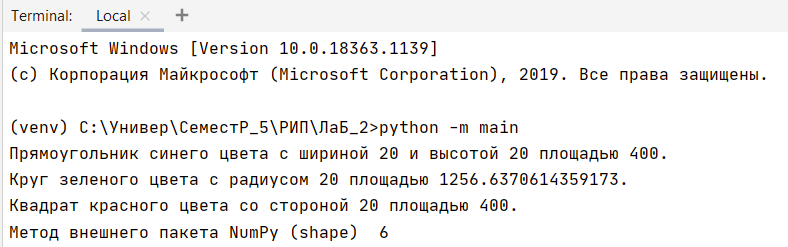 Terminal: Local × +
Microsoft Windows [Version 10.0.18363.1139]
(c) Корпорация Майкрософт (Microsoft Corporation), 2019. Все права защищены.
(venv) C:\Универ\СеместР_5\РИП\ЛаБ_2>python -m main
Прямоугольник синего цвета с шириной 20 и высотой 20 площадью 400.
Круг зеленого цвета с радиусом 20 площадью 1256.6370614359173.
Квадрат красного цвета со стороной 20 площадью 400.
Метод внешнего пакета NumPy (shape)  6